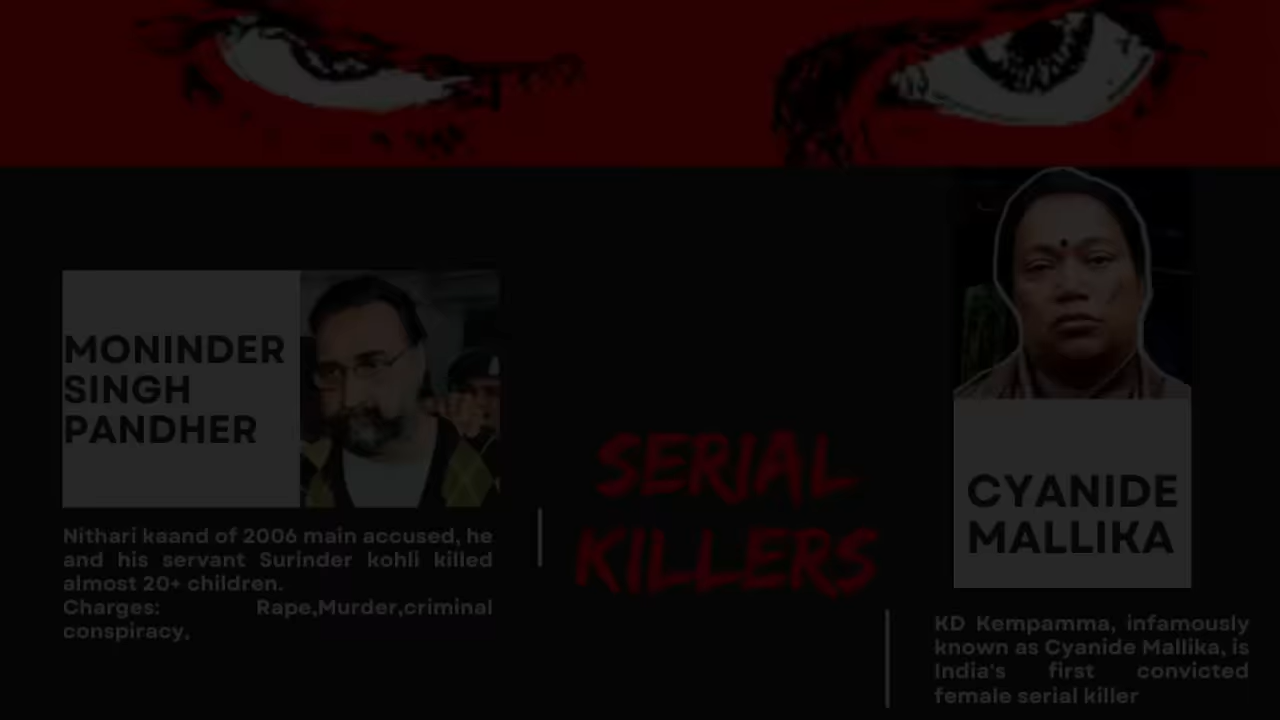 MONINDER
SINGH
PANDHER
Nithari kaand of 2006 main accused, he
and his servant Surinder kohli killed
almost 20+ children.
Charges: Rape,Murder,criminal
conspiracy,
SERIAL
KILLERS
CYANIDE
MALLIKA
KD Kempamma, infamously
known as Cyanide Mallika, is
India's first convicted
female serial killer